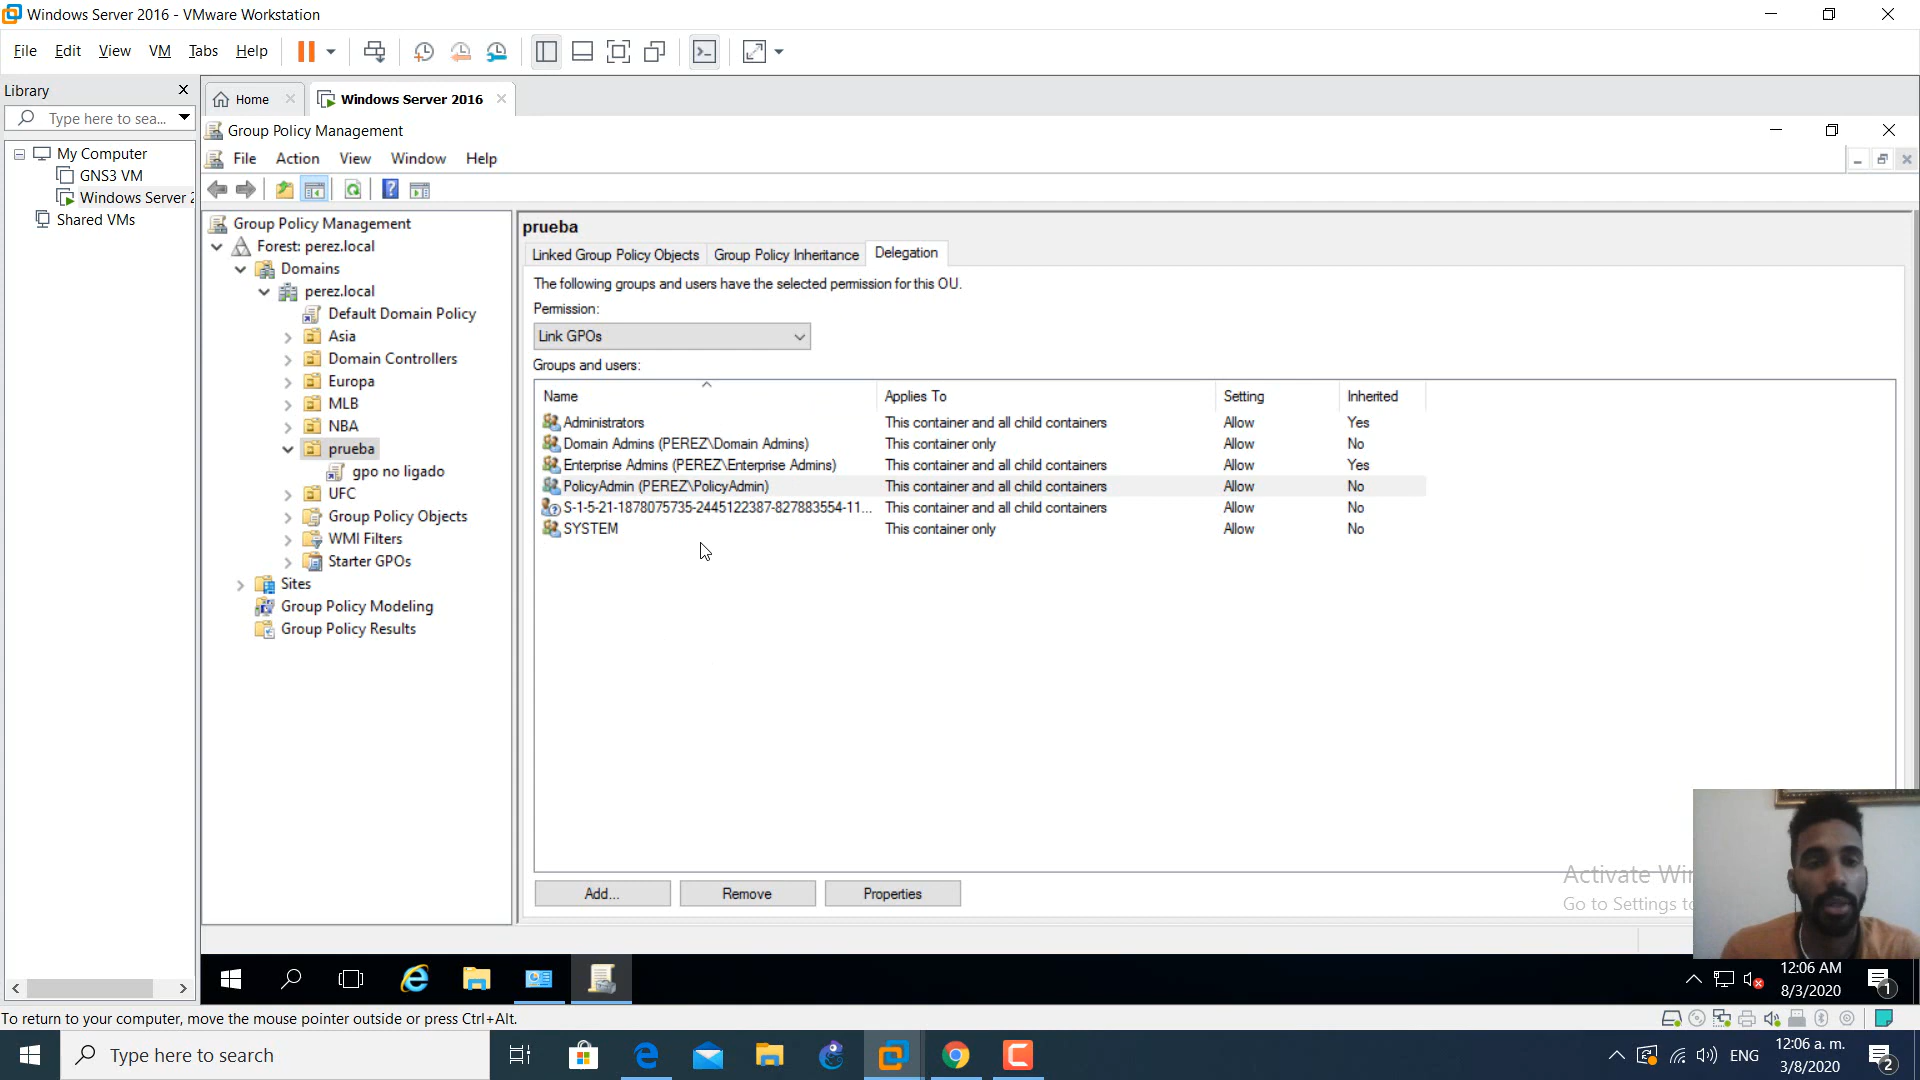 Windows Server 2016 - VMware Workstation
File Edit View VM Tabs Help
Library
Type here to sea...
My Computer
GNS3 VM
Windows Server 2
Shared VMs
Home
Windows Server 2016
Group Policy Management
File Action View Window Help
Group Policy Management
Forest: perez.local
Domains
perez.local
Default Domain Policy
Asia
Domain Controllers
Europa
MLB
NBA
prueba
gpo no ligado
UFC
Group Policy Objects
WMI Filters
Starter GPOs
Sites
Group Policy Modeling
Group Policy Results
prueba
Linked Group Policy Objects Group Policy Inheritance Delegation
The following groups and users have the selected permission for this OU.
Permission:
Link GPOs
Groups and users:
Name Applies To Setting Inherited
Administrators This container and all child containers Allow Yes
Domain Admins (PEREZ\Domain Admins) This container only Allow No
Enterprise Admins (PEREZ\Enterprise Admins) This container and all child containers Allow Yes
PolicyAdmin (PEREZ\PolicyAdmin) This container and all child containers Allow No
S-1-5-21-1878075735-2445122387-827883554-11... This container and all child containers Allow No
SYSTEM This container only Allow No
Add... Remove Properties
Activate Wi
Go to Settings t
12:06 AM
8/3/2020
1
To return to your computer, move the mouse pointer outside or press Ctrl+Alt.
Type here to search
ENG
12:06 a. m.
3/8/2020
2